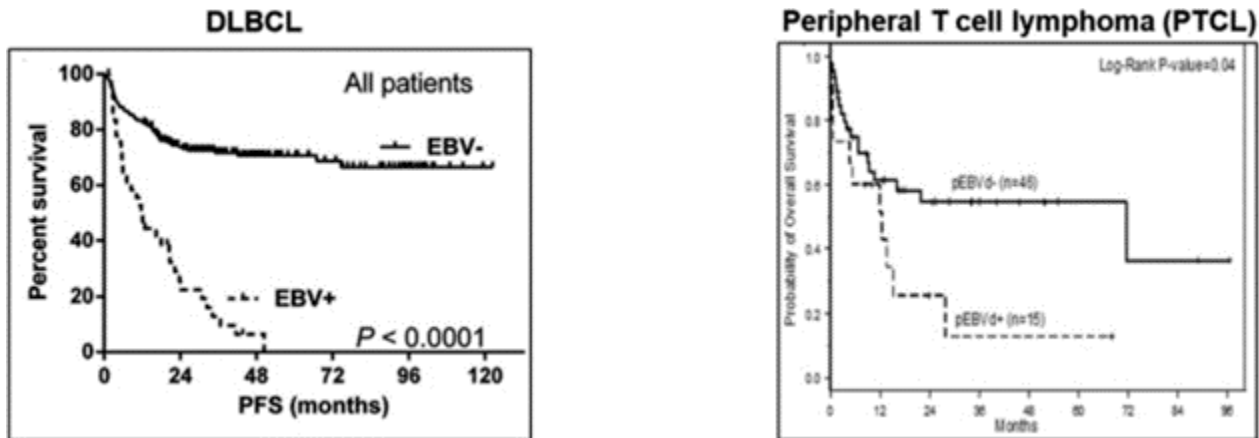 DLBCL
100
80
60
40
20
0
Percent survival
All patients
EBV-
EBV+
P < 0.0001
0 24 48 72 96 120
PFS (months)
Peripheral T cell lymphoma (PTCL)
1.0
0.8
0.6
0.4
0.2
0.0
Probability of Overall Survival
Log-Rank P-value=0.04
pEBVd- (n=46)
pEBVd+ (n=15)
0 12 24 36 48 60 72 84 96
Months